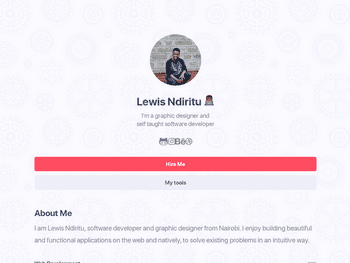 Lewis Ndiritu
I'm a graphic designer and
self taught software developer
Hire Me
My tools
About Me
I am Lewis Ndiritu, software developer and graphic designer from Nairobi. I enjoy building beautiful
and functional applications on the web and natively, to solve existing problems in an intuitive way.